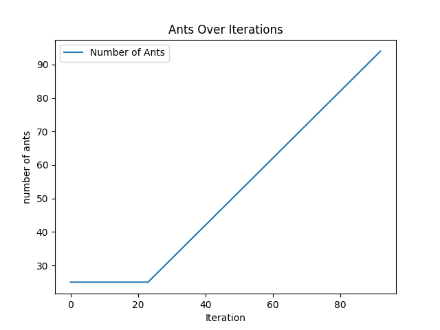 Ants Over Iterations
Number of Ants
number of ants
90
80
70
60
50
40
30
0 20 40 60 80
Iteration